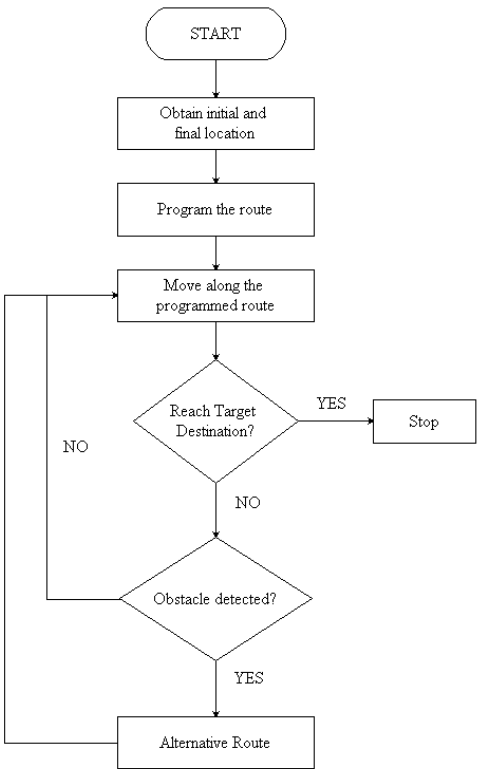 START
Obtain initial and
final location
Program the route
Move along the
programmed route
Reach Target
Destination?
YES
Stop
NO
NO
Obstacle detected?
YES
Alternative Route